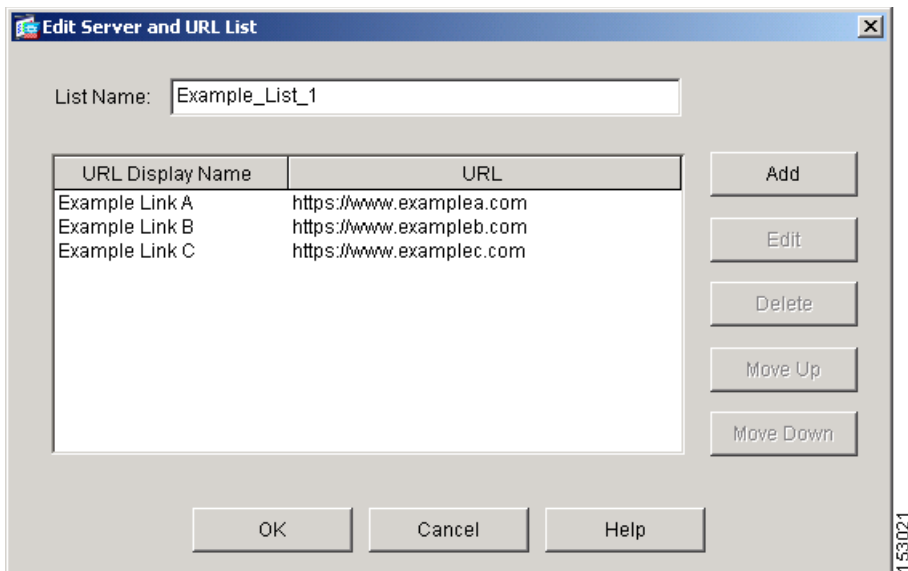 Edit Server and URL List
List Name: Example_List_1
URL Display Name URL
Example Link A https://www.examplea.com
Example Link B https://www.exampleb.com
Example Link C https://www.examplec.com
Add
Edit
Delete
Move Up
Move Down
OK Cancel Help
153021